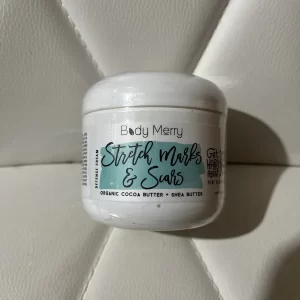 Body Merry
Stretch Marks
& Scars
ORGANIC COCOA BUTTER + SHEA BUTTER
DEFENSE CREAM